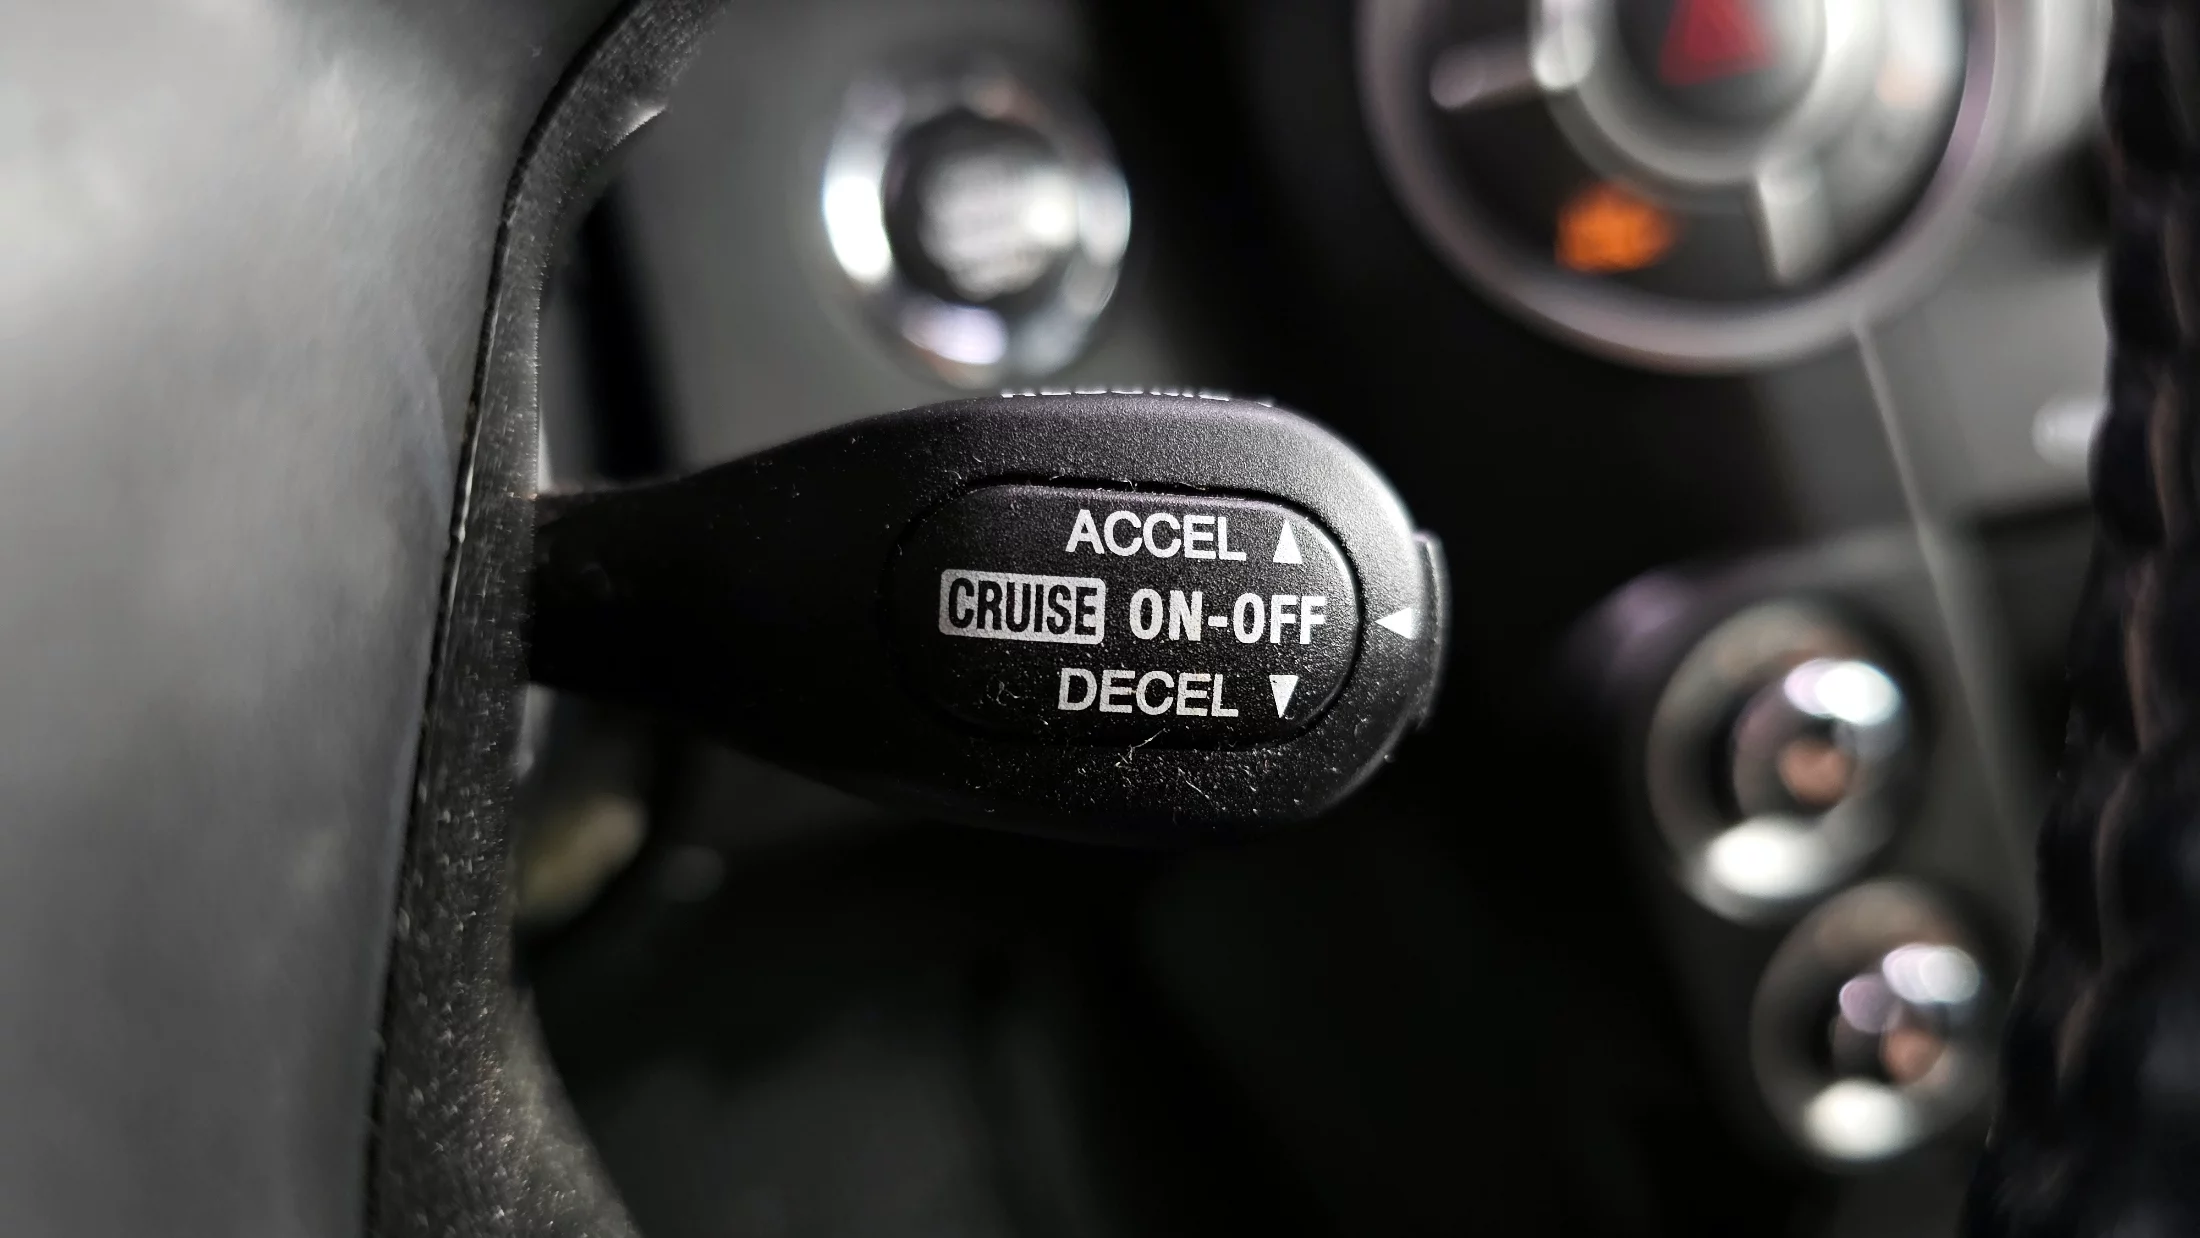 ACCEL ▲
CRUISE ON-OFF ◄
DECEL ▼